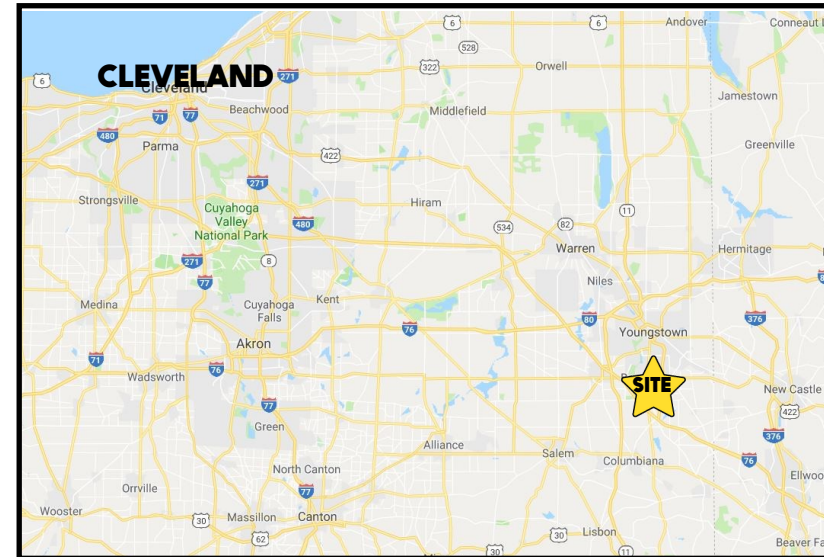 6
6
Andover
Conneaut L
528
322
Orwell
CLEVELAND
Cleveland
271
6
Jamestown
Beachwood
Middlefield
71
77
480
Parma
422
Greenville
271
Strongsville
Hiram
Cuyahoga
Valley
National Park
480
11
534
82
Warren
Hermitage
8
271
77
Niles
Medina
Cuyahoga
Falls
Kent
76
80
376
Youngstown
Akron
71
76
Wadsworth
SITE
New Castle
77
422
Green
376
Alliance
Salem
Columbiana
76
North Canton
Ellwoo
Orrville
77
Wooster
30
Massillon
Canton
62
30
Lisbon
30
11
Beaver Fa